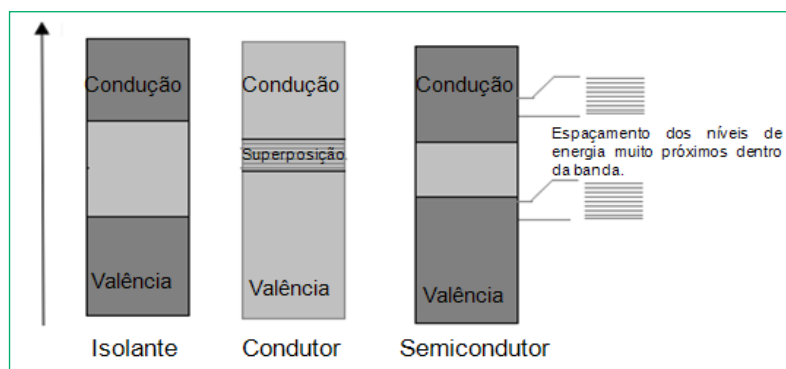 Condução
Condução
Condução
Superposição
Espaçamento dos níveis de
energia muito próximos dentro
da banda.
Valência
Valência
Valência
Isolante
Condutor
Semicondutor